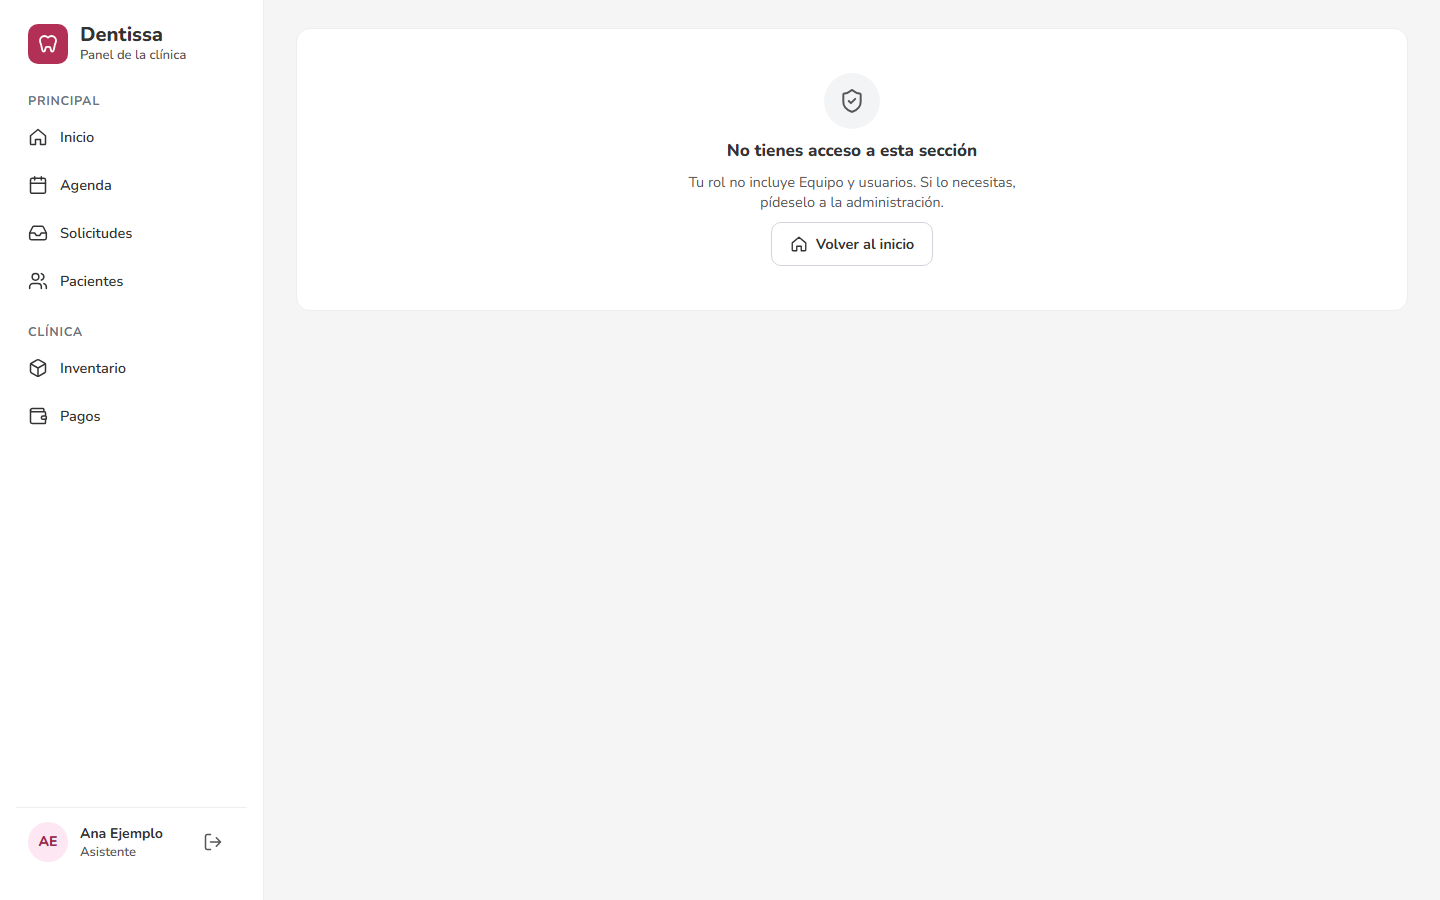 Dentissa
Panel de la clínica
PRINCIPAL
Inicio
Agenda
Solicitudes
Pacientes
CLÍNICA
Inventario
Pagos
AE
Ana Ejemplo
Asistente
No tienes acceso a esta sección
Tu rol no incluye Equipo y usuarios. Si lo necesitas,
pídeselo a la administración.
Volver al inicio